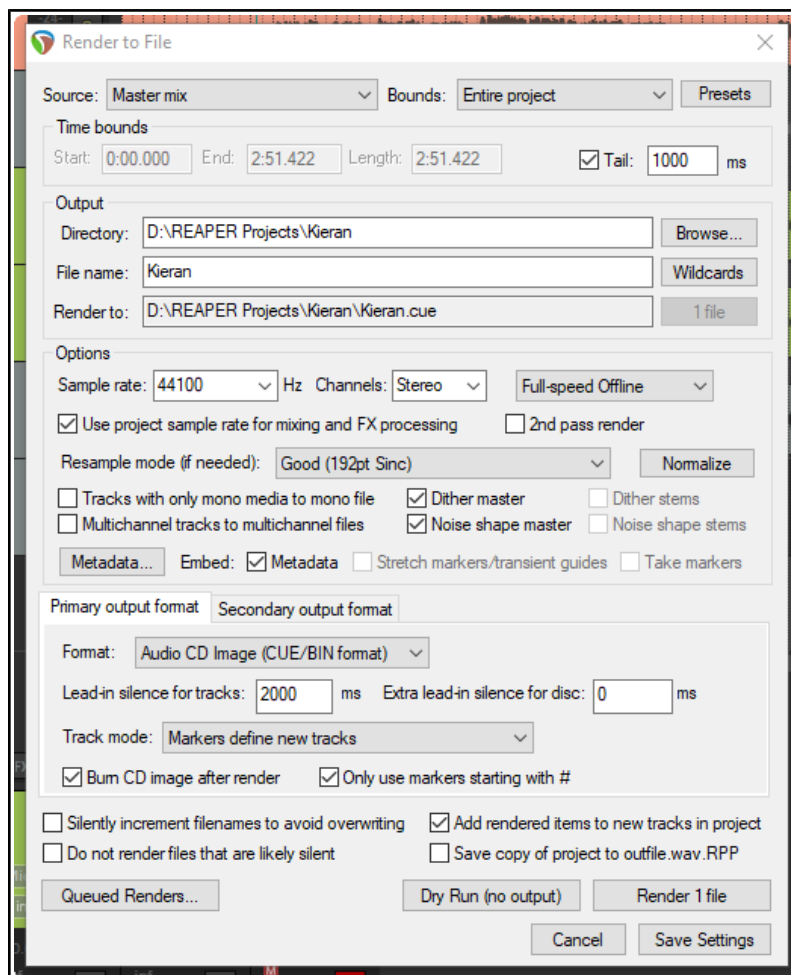 -24-
Render to File
Source: Master mix Bounds: Entire project Presets
Time bounds
Start: 0:00.000 End: 2:51.422 Length: 2:51.422 Tail: 1000 ms
Output
Directory: D:\REAPER Projects\Kieran Browse...
File name: Kieran Wildcards
Render to: D:\REAPER Projects\Kieran\Kieran.cue 1 file
Options
Sample rate: 44100 Hz Channels: Stereo Full-speed Offline
Use project sample rate for mixing and FX processing 2nd pass render
Resample mode (if needed): Good (192pt Sinc) Normalize
Tracks with only mono media to mono file Dither master Dither stems
Multichannel tracks to multichannel files Noise shape master Noise shape stems
Metadata... Embed: Metadata Stretch markers/transient guides Take markers
Primary output format Secondary output format
Format: Audio CD Image (CUE/BIN format)
Lead-in silence for tracks: 2000 ms Extra lead-in silence for disc: 0 ms
Track mode: Markers define new tracks
FX
Burn CD image after render Only use markers starting with #
Silently increment filenames to avoid overwriting Add rendered items to new tracks in project
Do not render files that are likely silent Save copy of project to outfile.wav.RPP
Queued Renders... Dry Run (no output) Render 1 file
in
Cancel Save Settings
M